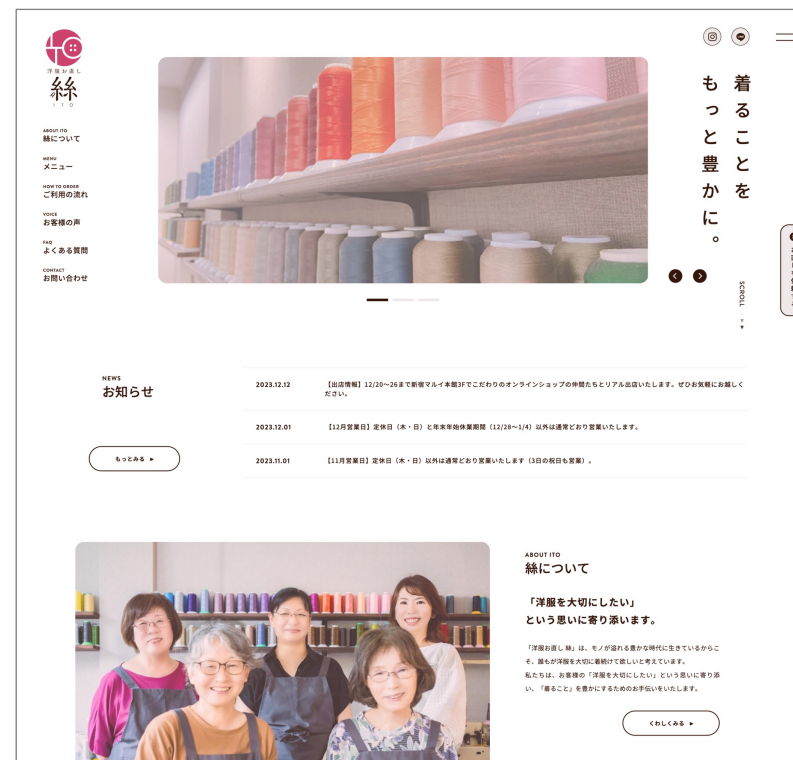 洋服お直し
絲
ITO
ABOUT ITO
絲について
MENU
メニュー
HOW TO ORDER
ご利用の流れ
VOICE
お客様の声
FAQ
よくある質問
CONTACT
お問い合わせ
着ることを
もっと豊かに。
SCROLL
NEWS
お知らせ
もっとみる
2023.12.12
【出店情報】12/20〜26まで新宿マルイ本館3Fでこだわりのオンラインショップの仲間たちとリアル出店いたします。ぜひお気軽にお越しく
ださい。
2023.12.01
【12月営業日】定休日（木・日）と年末年始休業期間（12/28〜1/4）以外は通常どおり営業いたします。
2023.11.01
【11月営業日】定休日（木・日）以外は通常どおり営業いたします（3日の祝日も営業）。
ABOUT ITO
絲について
「洋服を大切にしたい」
という思いに寄り添います。
「洋服お直し 絲」は、モノが溢れる豊かな時代に生きているからこ
そ、誰もが洋服を大切に着続けて欲しいと考えています。
私たちは、お客様の「洋服を大切にしたい」という思いに寄り添
い、「着ること」を豊かにするためのお手伝いをいたします。
くわしくみる